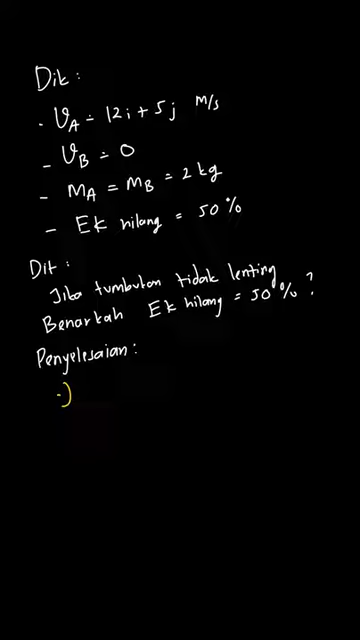 Dik :
- VA = 12i + 5j m/s
- VB = 0
- MA = MB = 2 kg
- EK hilang = 50 %
Dit :
Jika tumbukan tidak lenting
Benarkah EK hilang = 50 % ?
Penyelesaian :
·)